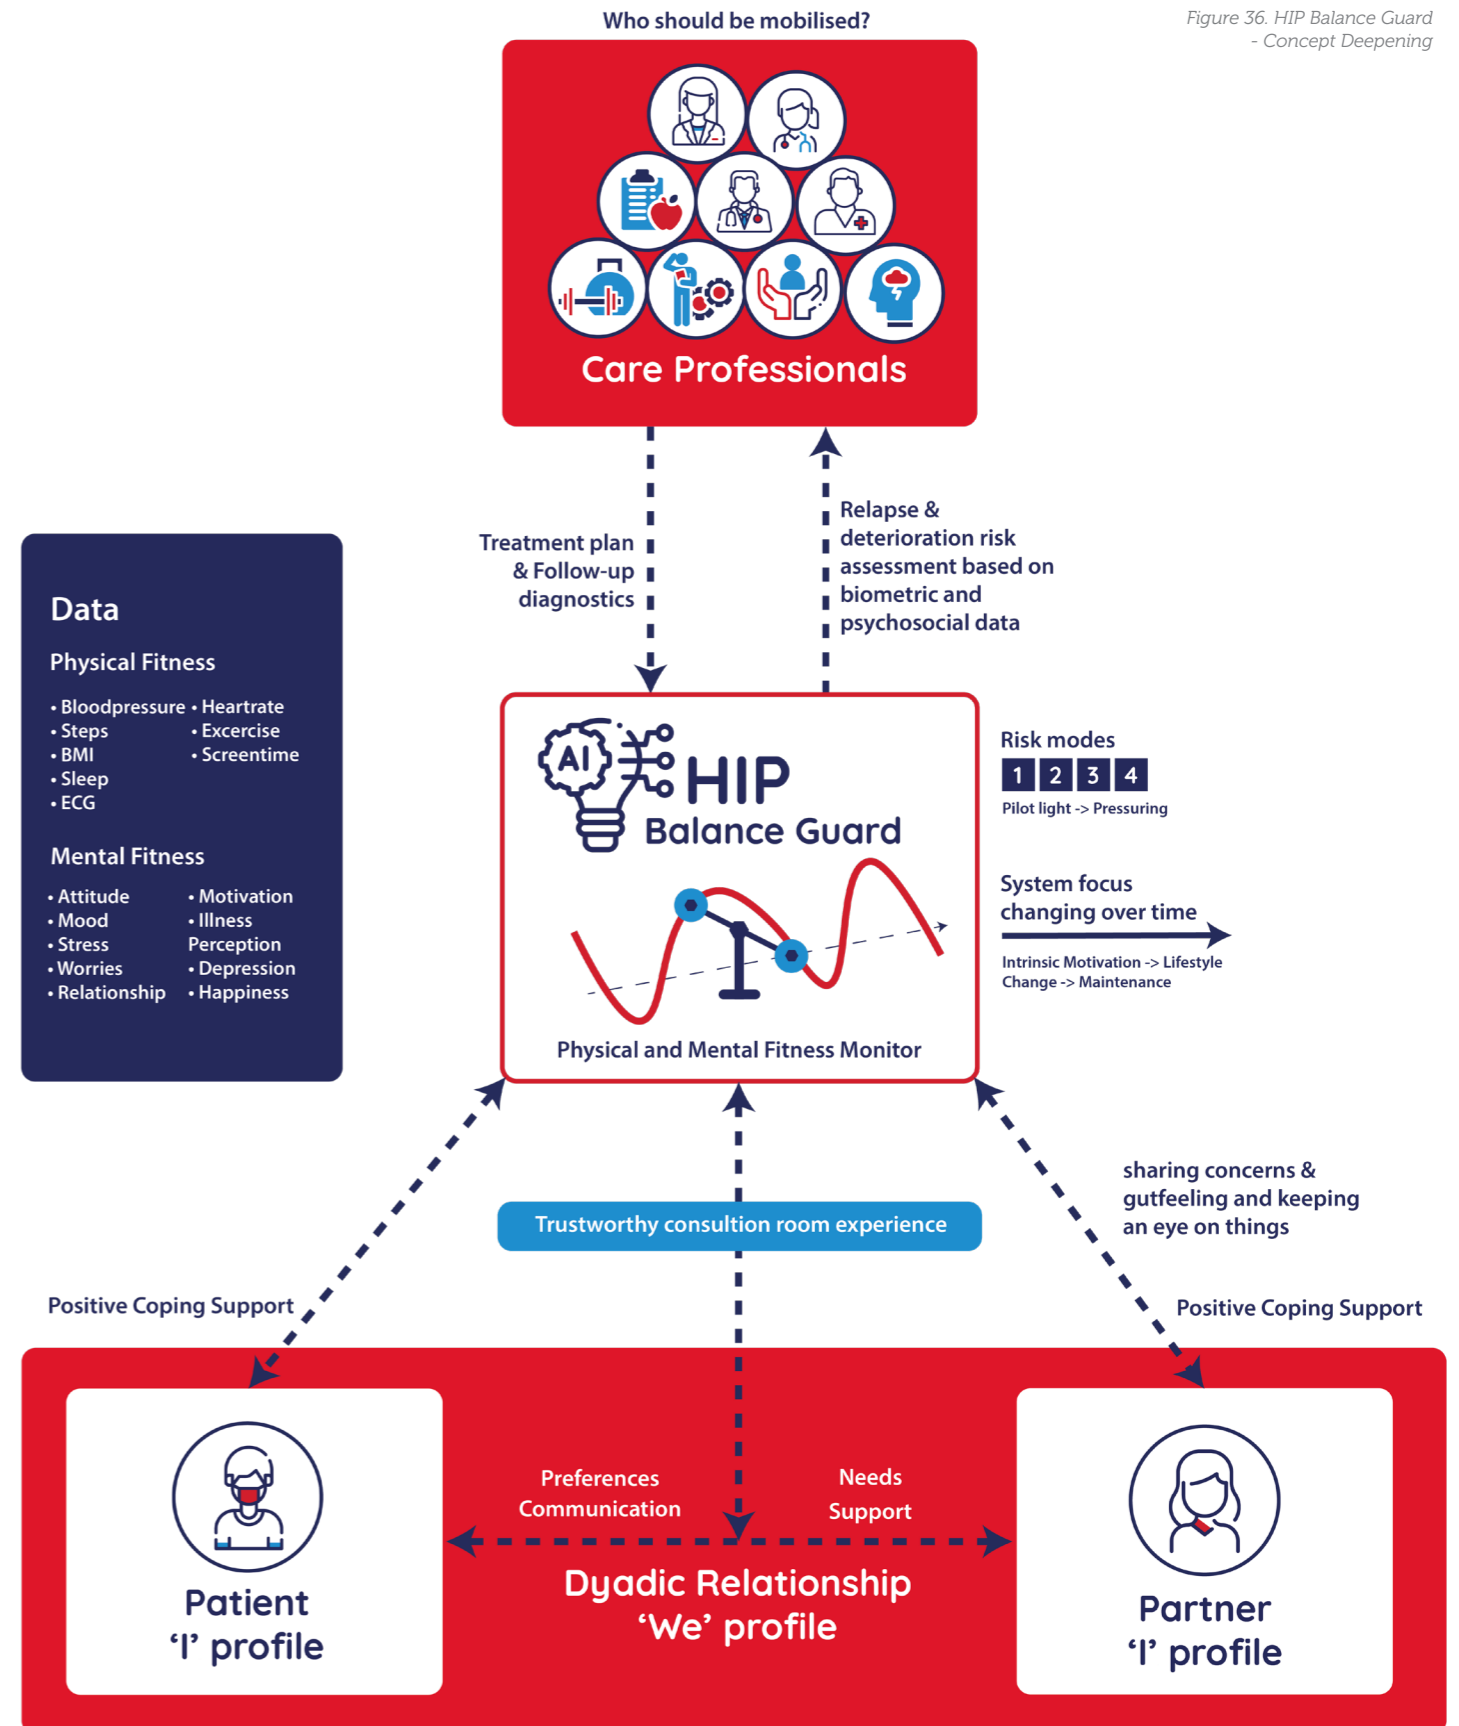 Who should be mobilised?
Figure 36. HIP Balance Guard
- Concept Deepening
Care Professionals
Treatment plan
& Follow-up
diagnostics
Relapse &
deterioration risk
assessment based on
biometric and
psychosocial data
Data
Physical Fitness
• Bloodpressure • Heartrate
• Steps • Excercise
• BMI • Screentime
• Sleep
• ECG
Mental Fitness
• Attitude • Motivation
• Mood • Illness
• Stress Perception
• Worries • Depression
• Relationship • Happiness
AI
HIP
Balance Guard
Physical and Mental Fitness Monitor
Risk modes
1 2 3 4
Pilot light -> Pressuring
System focus
changing over time
Intrinsic Motivation -> Lifestyle
Change -> Maintenance
Trustworthy consultion room experience
sharing concerns &
gutfeeling and keeping
an eye on things
Positive Coping Support
Positive Coping Support
Preferences
Communication
Needs
Support
Dyadic Relationship
‘We’ profile
Patient
‘I’ profile
Partner
‘I’ profile